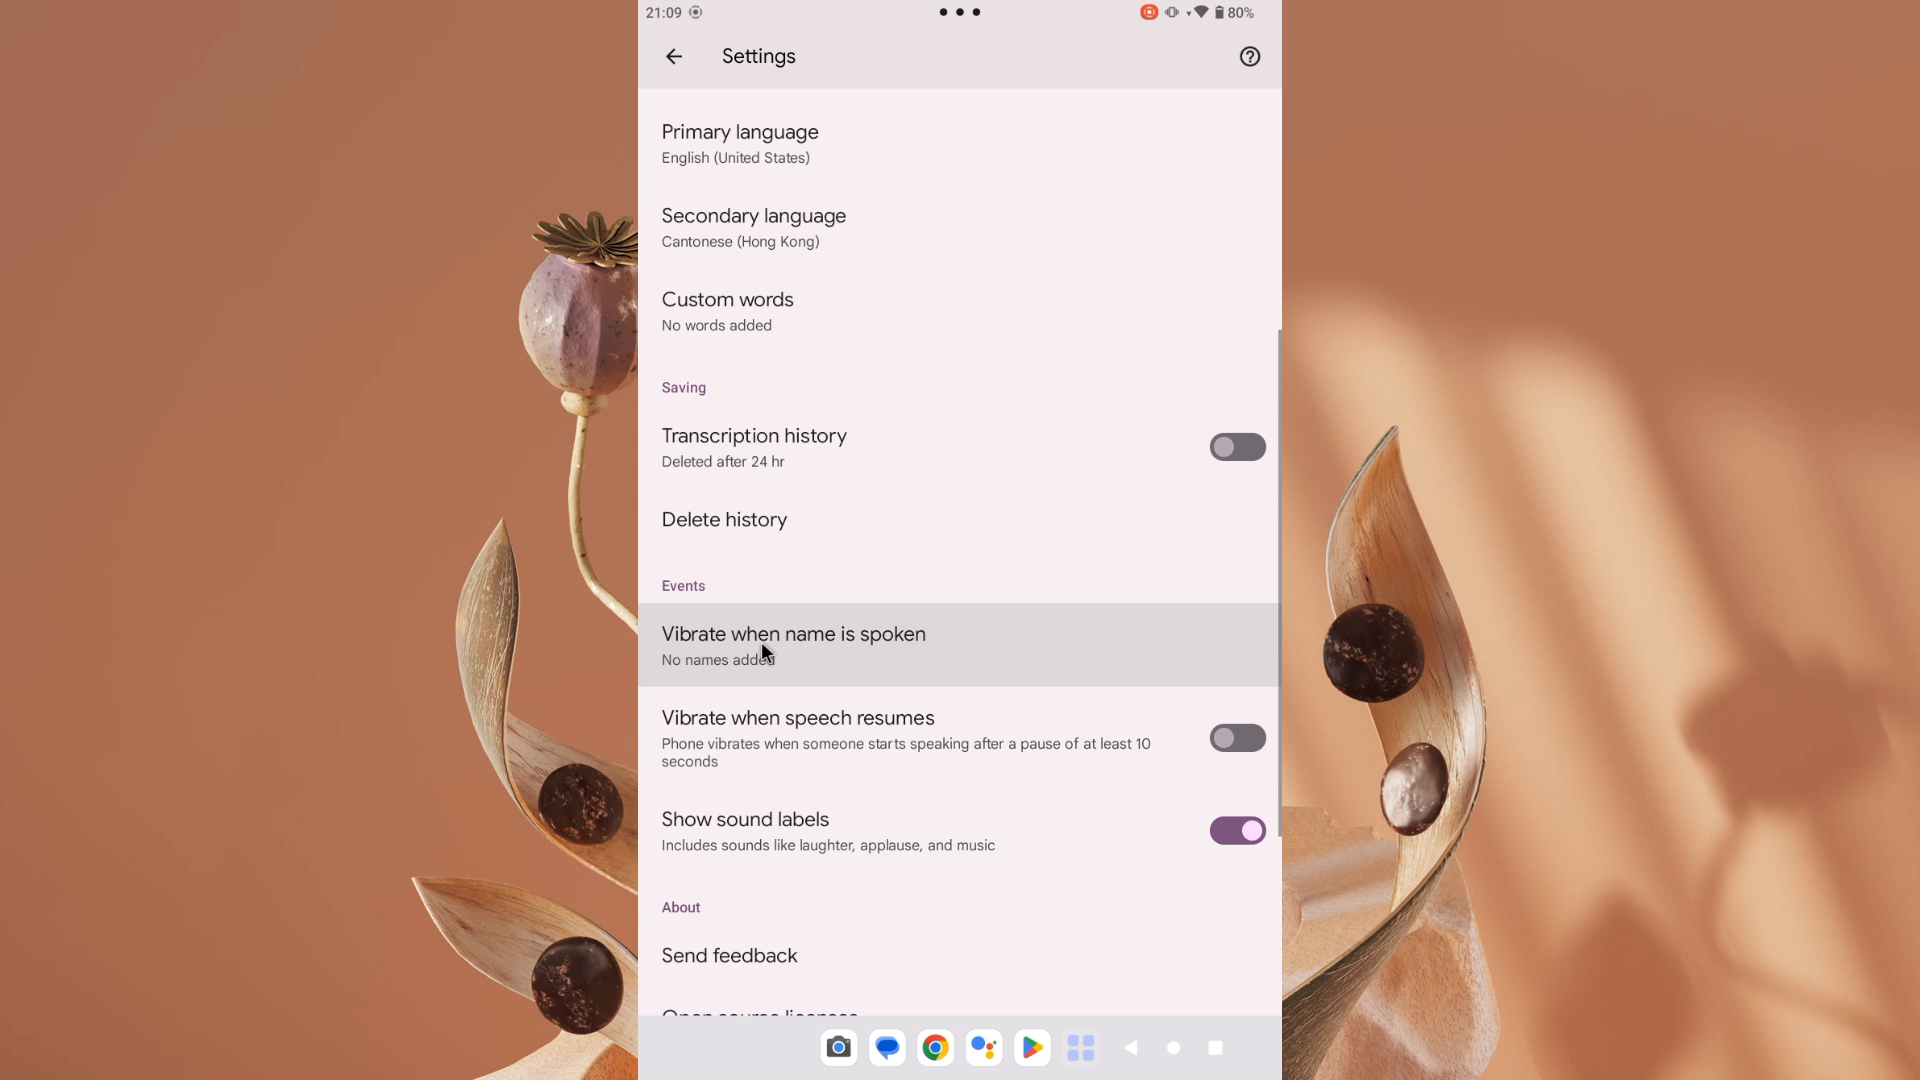 21:09
80%
Settings
Primary language
English (United States)
Secondary language
Cantonese (Hong Kong)
Custom words
No words added
Saving
Transcription history
Deleted after 24 hr
Delete history
Events
Vibrate when name is spoken
No names added
Vibrate when speech resumes
Phone vibrates when someone starts speaking after a pause of at least 10
seconds
Show sound labels
Includes sounds like laughter, applause, and music
About
Send feedback
Open source licenses